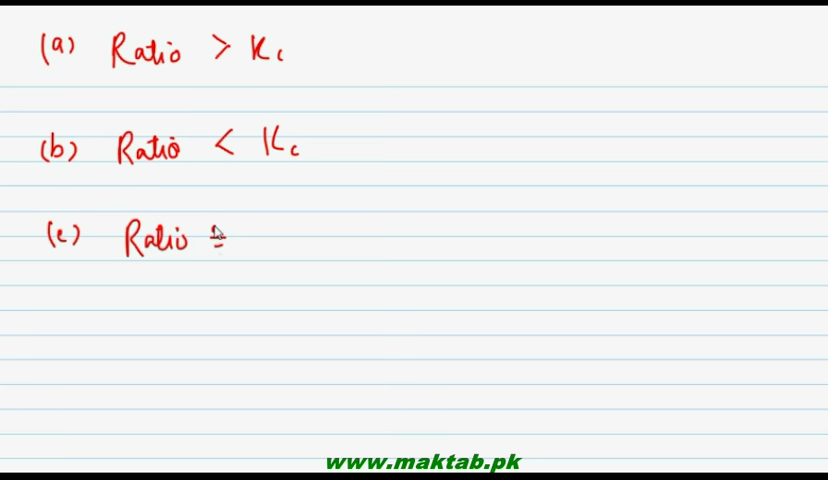 (a) Ratio > Kc
(b) Ratio < Kc
(c) Ratio =
www.maktab.pk